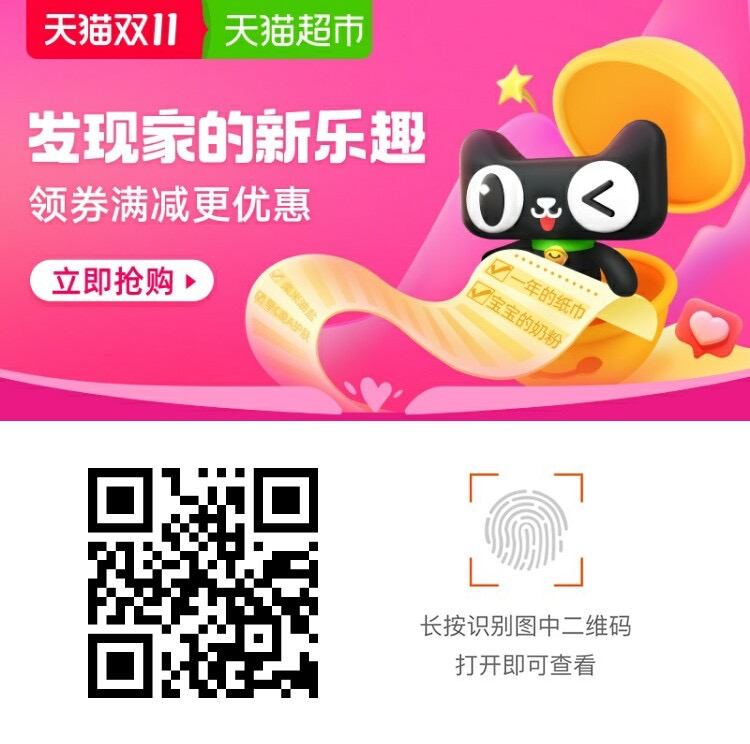 天猫双11 天猫超市
发现家的新乐趣
领券满减更优惠
立即抢购
一年的纸巾
宝宝的奶粉
长按识别图中二维码
打开即可查看